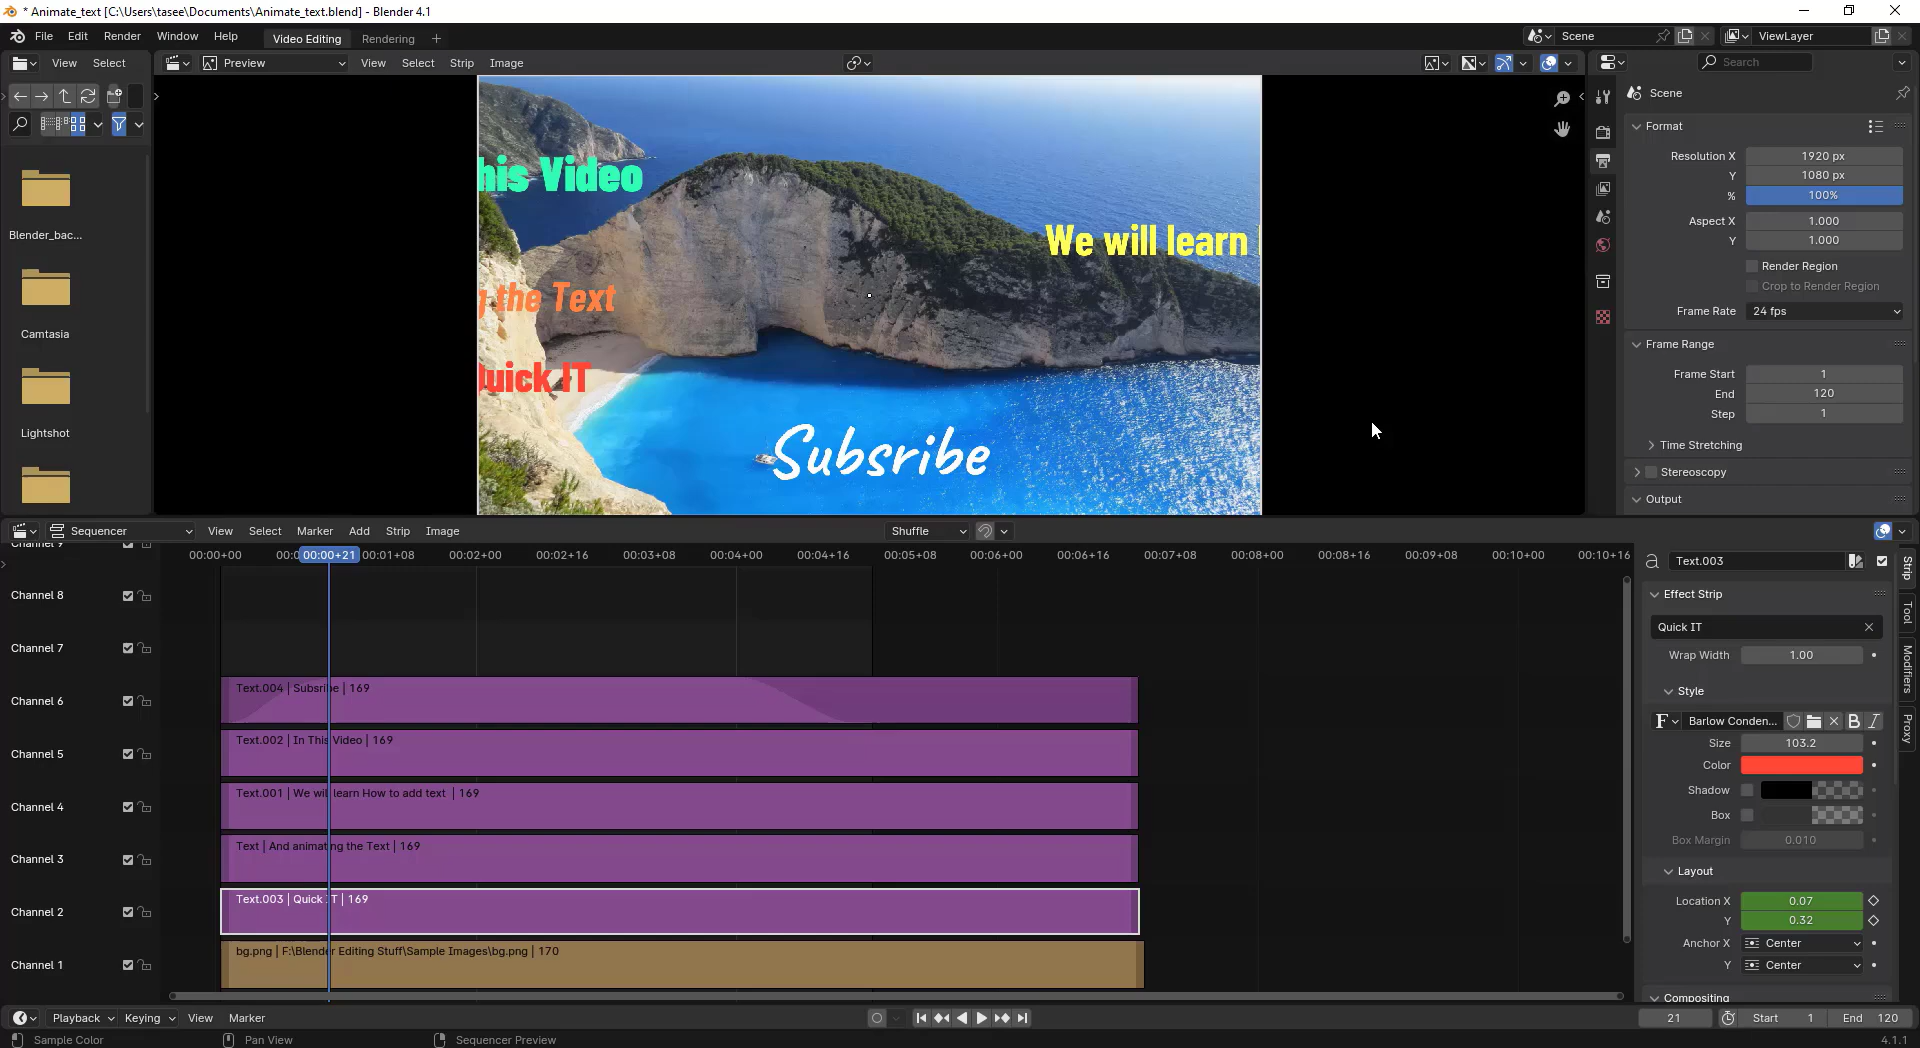 * Animate_text [C:\Users\tasee\Documents\Animate_text.blend] - Blender 4.1
File Edit Render Window Help Video Editing Rendering + Scene ViewLayer
View Select Preview View Select Strip Image Search
Scene
Format
Resolution X 1920 px
Y 1080 px
% 100%
Aspect X 1.000
Y 1.000
Render Region
Crop to Render Region
Frame Rate 24 fps
Frame Range
Frame Start 1
End 120
Step 1
Time Stretching
Stereoscopy
Output
Blender_bac...
Camtasia
Lightshot
his Video
We will learn
the Text
uick IT
Subsribe
Sequencer View Select Marker Add Strip Image Shuffle
00:00+00 00:00+21 00:01+08 00:02+00 00:02+16 00:03+08 00:04+00 00:04+16 00:05+08 00:06+00 00:06+16 00:07+08 00:08+00 00:08+16 00:09+08 00:10+00 00:10+16
Channel 9
Channel 8
Channel 7
Channel 6
Text.004 | Subsribe | 169
Channel 5
Text.002 | In This Video | 169
Channel 4
Text.001 | We will learn How to add text | 169
Channel 3
Text | And animating the Text | 169
Channel 2
Text.003 | Quick IT | 169
Channel 1
bg.png | F:\Blender Editing Stuff\Sample Images\bg.png | 170
Text.003
Effect Strip
Quick IT
Wrap Width 1.00
Style
Barlow Conden...
B I
Size 103.2
Color
Shadow
Box
Box Margin 0.010
Layout
Location X 0.07
Y 0.32
Anchor X Center
Y Center
Compositing
Strip
Tool
Modifiers
Proxy
Playback Keying View Marker 21 Start 1 End 120
Sample Color Pan View Sequencer Preview 4.1.1